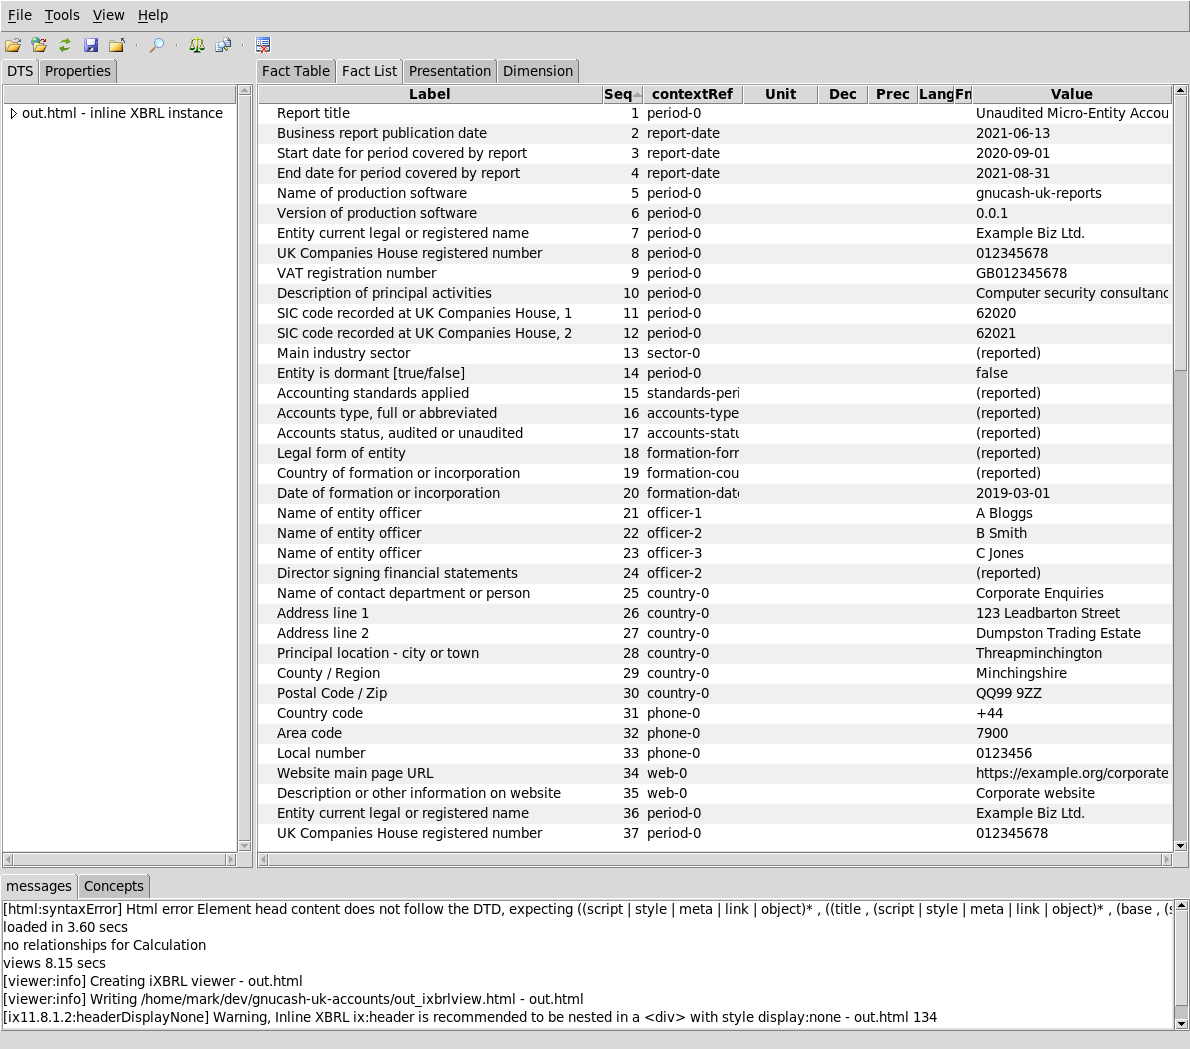 File Tools View Help
DTS Properties
Fact Table Fact List Presentation Dimension
out.html - inline XBRL instance
Label Seq contextRef Unit Dec Prec Lang Value
Report title 1 period-0 Unaudited Micro-Entity Accou
Business report publication date 2 report-date 2021-06-13
Start date for period covered by report 3 report-date 2020-09-01
End date for period covered by report 4 report-date 2021-08-31
Name of production software 5 period-0 gnucash-uk-reports
Version of production software 6 period-0 0.0.1
Entity current legal or registered name 7 period-0 Example Biz Ltd.
UK Companies House registered number 8 period-0 012345678
VAT registration number 9 period-0 GB012345678
Description of principal activities 10 period-0 Computer security consultanc
SIC code recorded at UK Companies House, 1 11 period-0 62020
SIC code recorded at UK Companies House, 2 12 period-0 62021
Main industry sector 13 sector-0 (reported)
Entity is dormant [true/false] 14 period-0 false
Accounting standards applied 15 standards-peri (reported)
Accounts type, full or abbreviated 16 accounts-type (reported)
Accounts status, audited or unaudited 17 accounts-statu (reported)
Legal form of entity 18 formation-forr (reported)
Country of formation or incorporation 19 formation-cou (reported)
Date of formation or incorporation 20 formation-date 2019-03-01
Name of entity officer 21 officer-1 A Bloggs
Name of entity officer 22 officer-2 B Smith
Name of entity officer 23 officer-3 C Jones
Director signing financial statements 24 officer-2 (reported)
Name of contact department or person 25 country-0 Corporate Enquiries
Address line 1 26 country-0 123 Leadbarton Street
Address line 2 27 country-0 Dumpston Trading Estate
Principal location - city or town 28 country-0 Threapminchington
County / Region 29 country-0 Minchingshire
Postal Code / Zip 30 country-0 QQ99 9ZZ
Country code 31 phone-0 +44
Area code 32 phone-0 7900
Local number 33 phone-0 0123456
Website main page URL 34 web-0 https://example.org/corporate
Description or other information on website 35 web-0 Corporate website
Entity current legal or registered name 36 period-0 Example Biz Ltd.
UK Companies House registered number 37 period-0 012345678
messages Concepts
[html:syntaxError] Html error Element head content does not follow the DTD, expecting ((script | style | meta | link | object)* , ((title , (script | style | meta | link | object)* , (base , (s
loaded in 3.60 secs
no relationships for Calculation
views 8.15 secs
[viewer:info] Creating iXBRL viewer - out.html
[viewer:info] Writing /home/mark/dev/gnucash-uk-accounts/out_ixbrlview.html - out.html
[ix11.8.1.2:headerDisplayNone] Warning, Inline XBRL ix:header is recommended to be nested in a <div> with style display:none - out.html 134